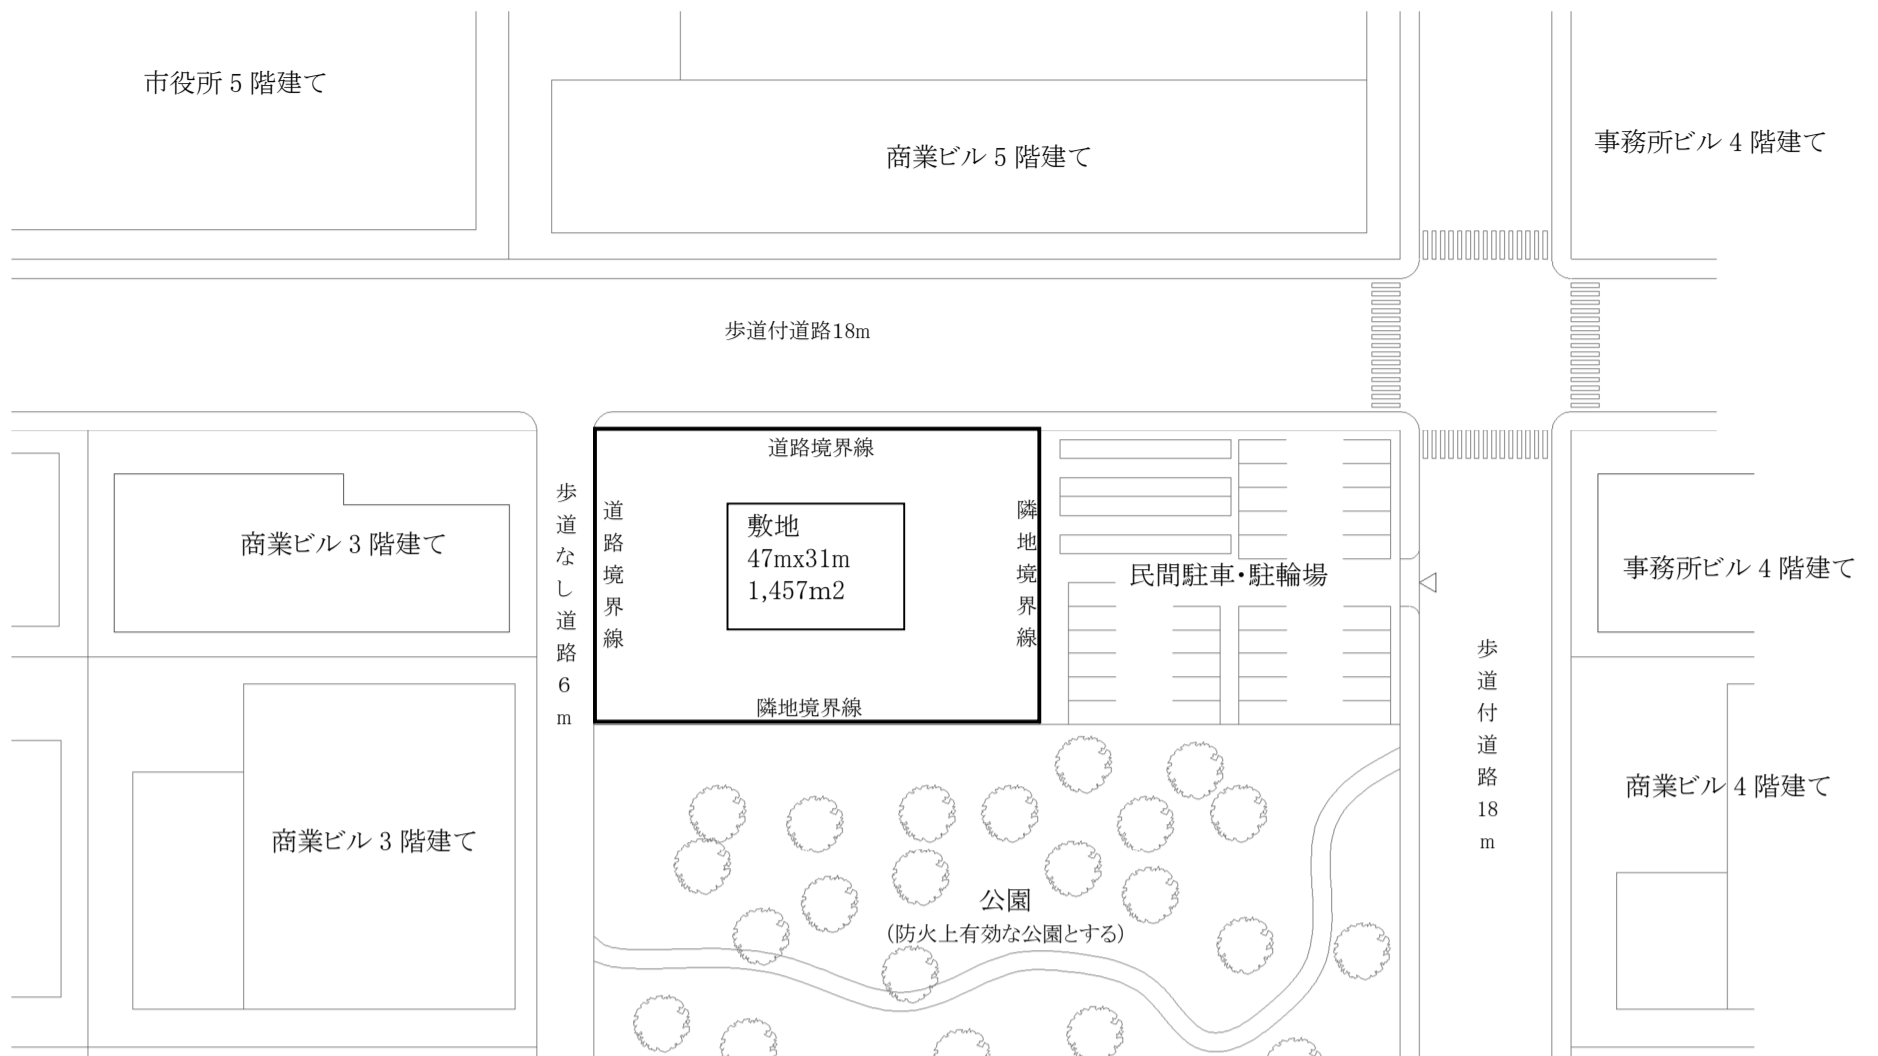 市役所５階建て
商業ビル５階建て
事務所ビル４階建て
歩道付道路18m
道路境界線
歩道なし道路６m
道路境界線
敷地
47mx31m
1,457m2
隣地境界線
隣地境界線
商業ビル３階建て
民間駐車・駐輪場
事務所ビル４階建て
歩道付道路18m
商業ビル４階建て
商業ビル３階建て
公園
(防火上有効な公園とする)